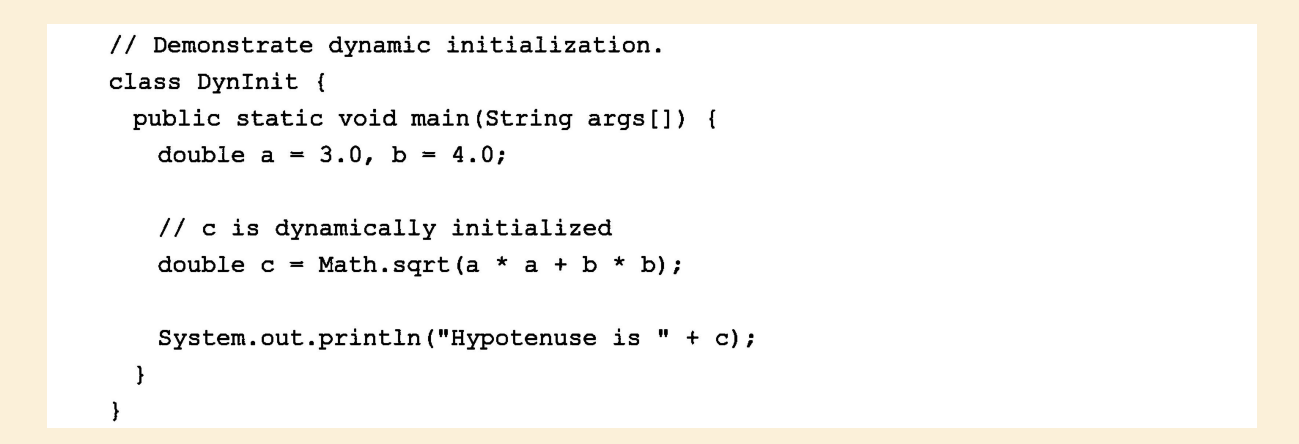 // Demonstrate dynamic initialization.
class DynInit {
  public static void main(String args[]) {
    double a = 3.0, b = 4.0;

    // c is dynamically initialized
    double c = Math.sqrt(a * a + b * b);

    System.out.println("Hypotenuse is " + c);
  }
}